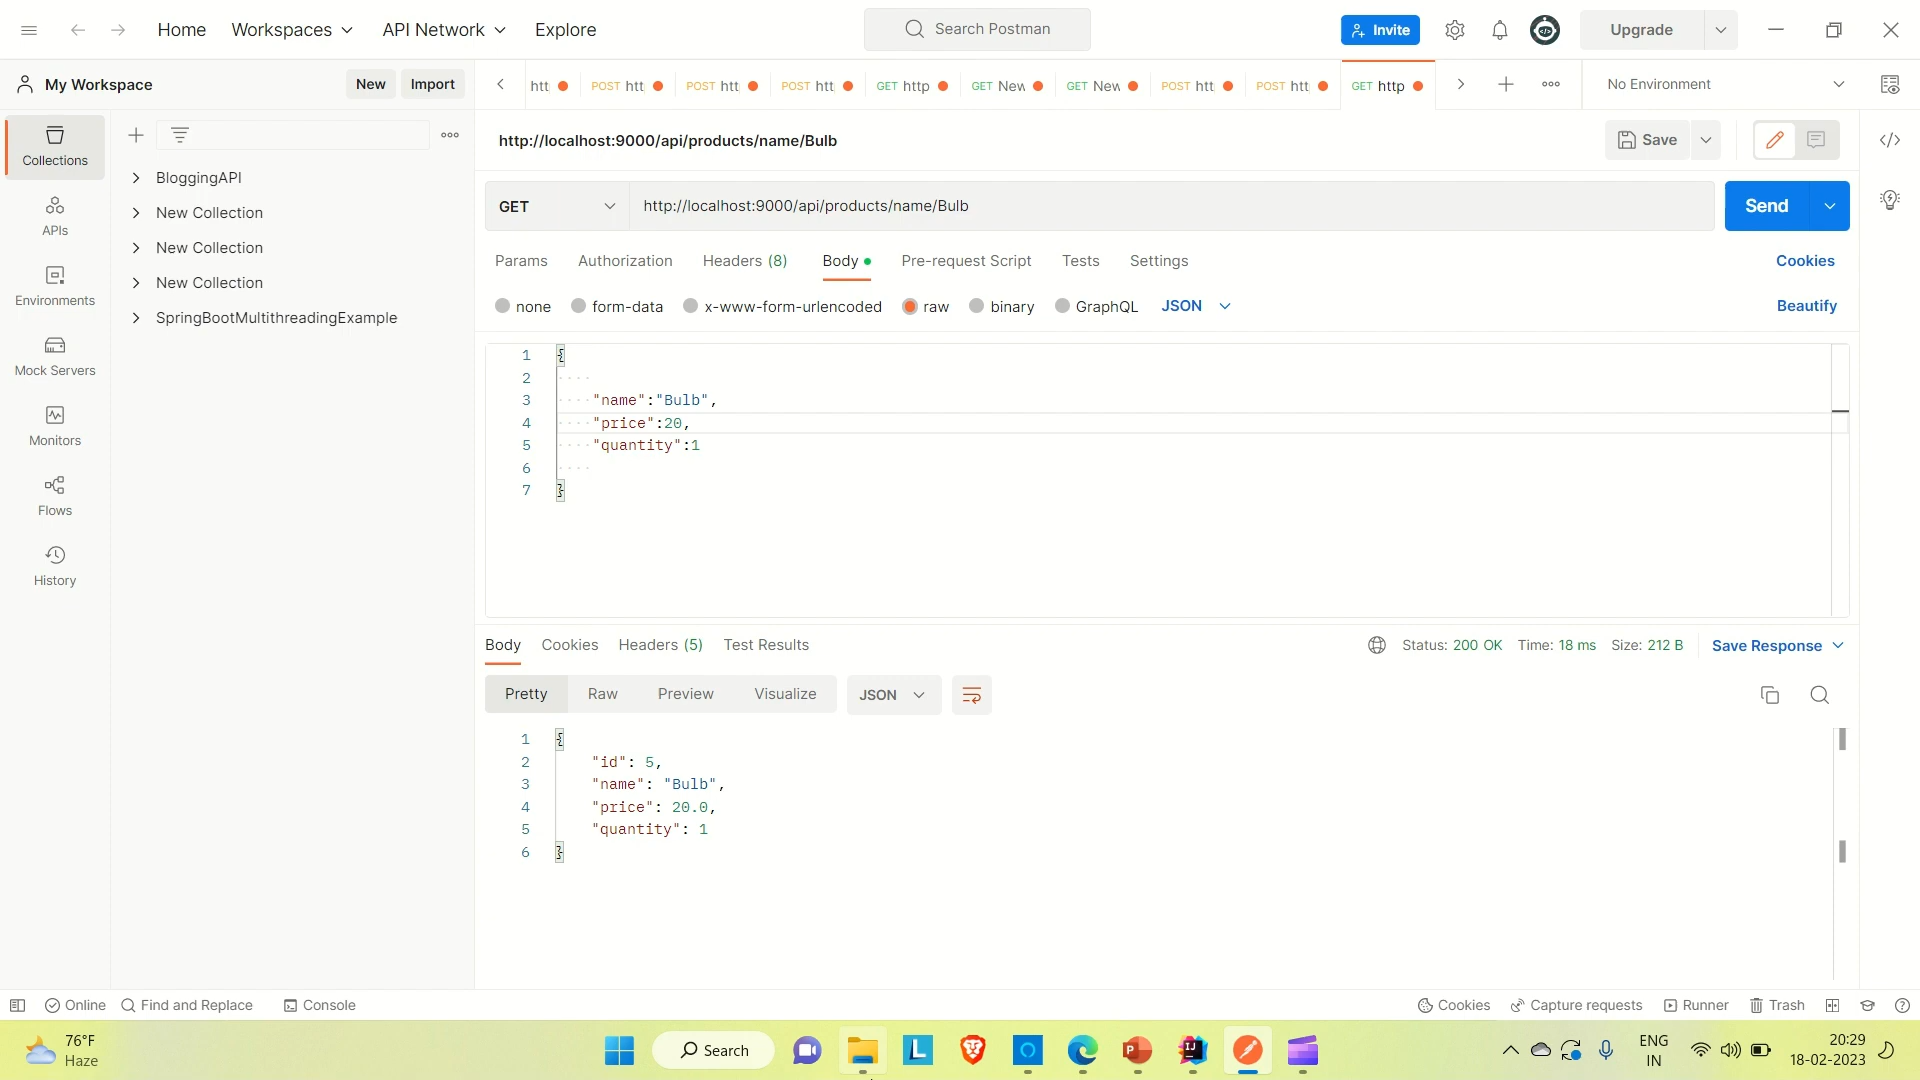 Home Workspaces API Network Explore Search Postman Invite Upgrade
My Workspace New Import
htt POST htt POST htt POST htt GET http GET New GET New POST htt POST htt GET http No Environment
http://localhost:9000/api/products/name/Bulb Save
GET http://localhost:9000/api/products/name/Bulb Send
Params Authorization Headers (8) Body Pre-request Script Tests Settings Cookies
none form-data x-www-form-urlencoded raw binary GraphQL JSON Beautify
Collections
APIs
Environments
Mock Servers
Monitors
Flows
History
BloggingAPI
New Collection
New Collection
New Collection
SpringBootMultithreadingExample
1 {
2
3 "name":"Bulb",
4 "price":20,
5 "quantity":1
6
7 }
Body Cookies Headers (5) Test Results Status: 200 OK Time: 18 ms Size: 212 B Save Response
Pretty Raw Preview Visualize JSON
1 {
2 "id": 5,
3 "name": "Bulb",
4 "price": 20.0,
5 "quantity": 1
6 }
Online Find and Replace Console Cookies Capture requests Runner Trash
76°F
Haze
Search
ENG
IN
20:29
18-02-2023